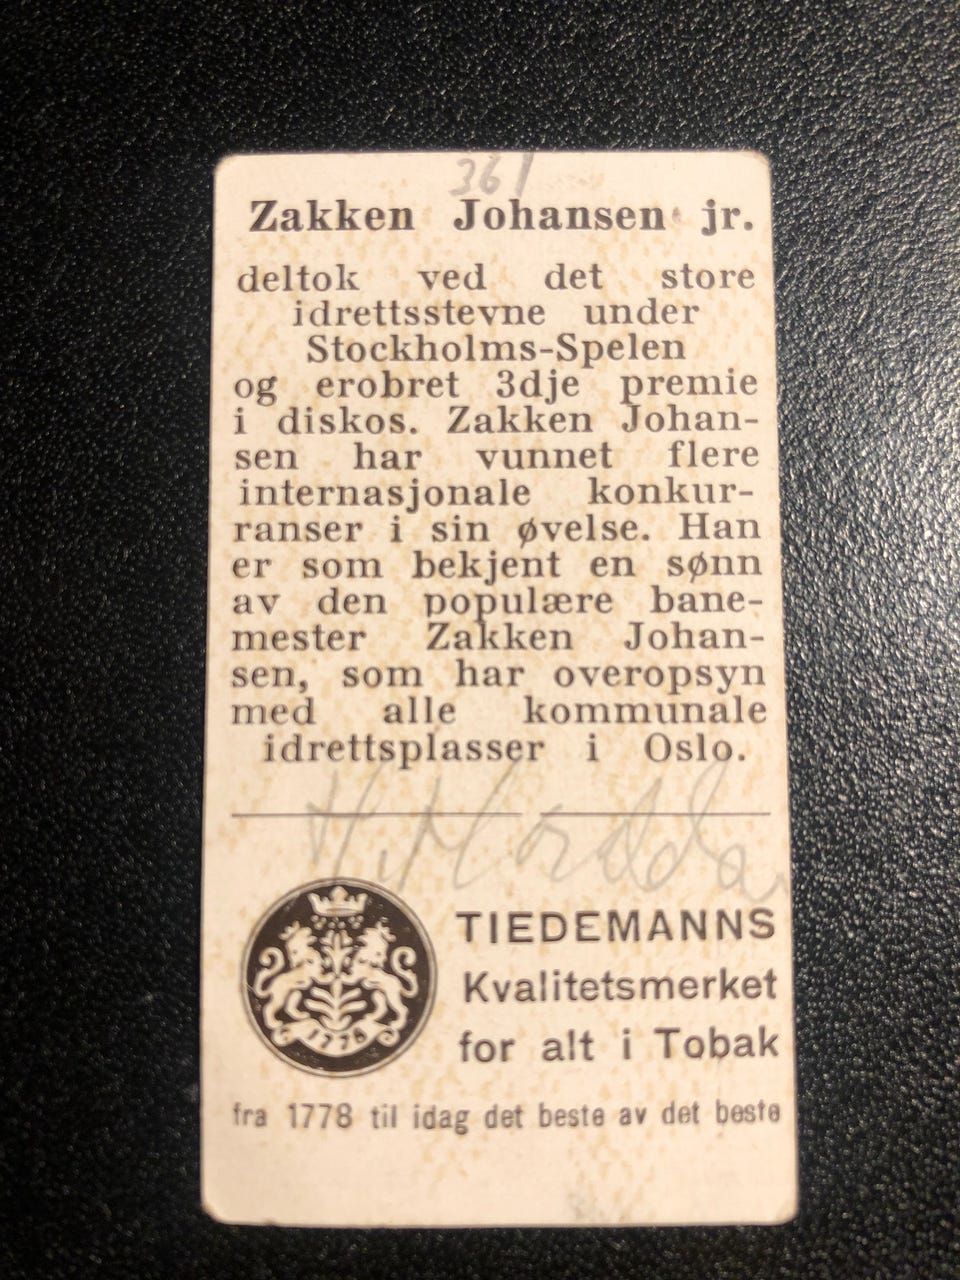 361
Zakken Johansen jr.
deltok ved det store
idrettsstevne under
Stockholms-Spelen
og erobret 3dje premie
i diskos. Zakken Johan-
sen har vunnet flere
internasjonale konkur-
ranser i sin øvelse. Han
er som bekjent en sønn
av den populære bane-
mester Zakken Johan-
sen, som har overopsyn
med alle kommunale
idrettsplasser i Oslo.
1778
TIEDEMANNS
Kvalitetsmerket
for alt i Tobak
fra 1778 til idag det beste av det beste